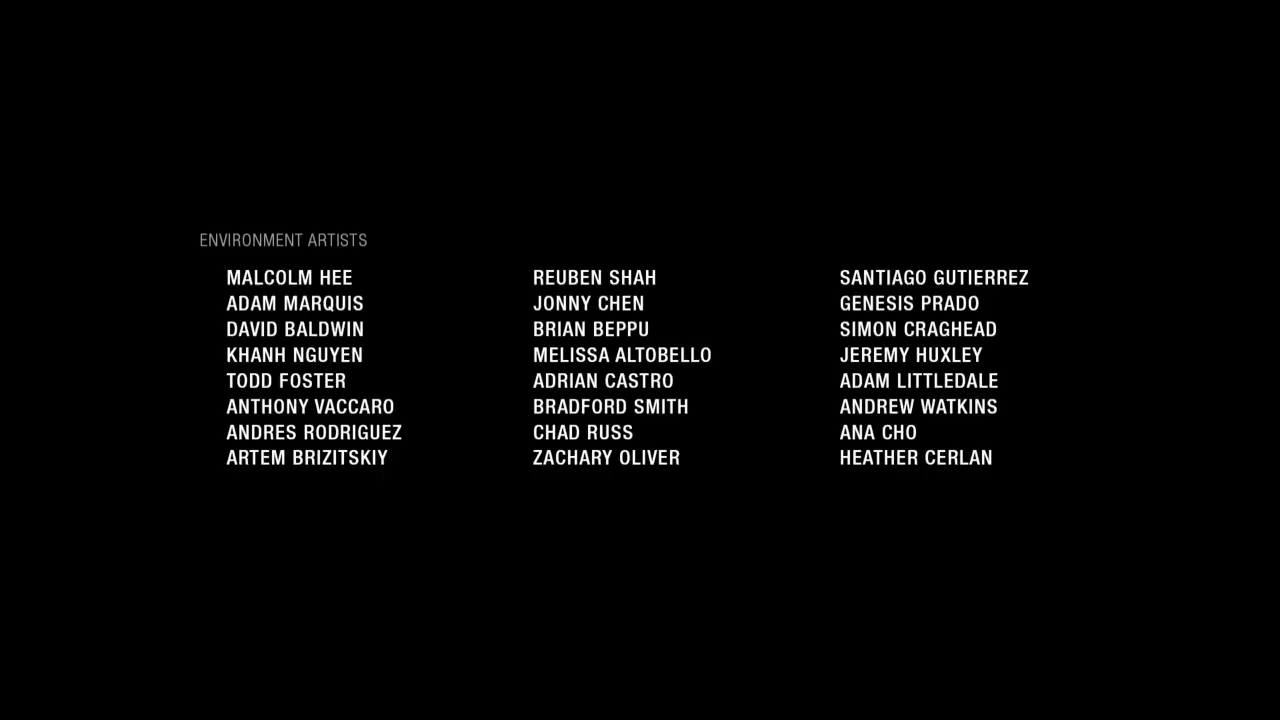 ENVIRONMENT ARTISTS
MALCOLM HEE
ADAM MARQUIS
DAVID BALDWIN
KHANH NGUYEN
TODD FOSTER
ANTHONY VACCARO
ANDRES RODRIGUEZ
ARTEM BRIZITSKIY
REUBEN SHAH
JONNY CHEN
BRIAN BEPPU
MELISSA ALTOBELLO
ADRIAN CASTRO
BRADFORD SMITH
CHAD RUSS
ZACHARY OLIVER
SANTIAGO GUTIERREZ
GENESIS PRADO
SIMON CRAGHEAD
JEREMY HUXLEY
ADAM LITTLEDALE
ANDREW WATKINS
ANA CHO
HEATHER CERLAN